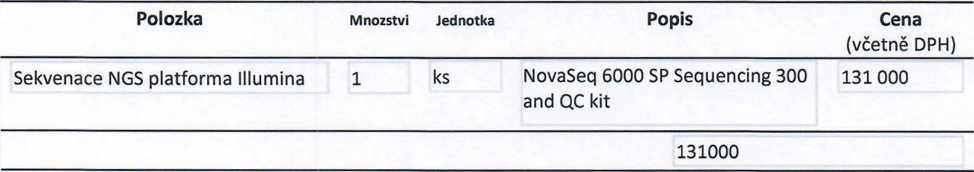 Polozka Mnozstvi Jednotka Popis Cena
(včetně DPH)
Sekvenace NGS platforma Illumina 1 ks NovaSeq 6000 SP Sequencing 300 131 000
and QC kit
131000